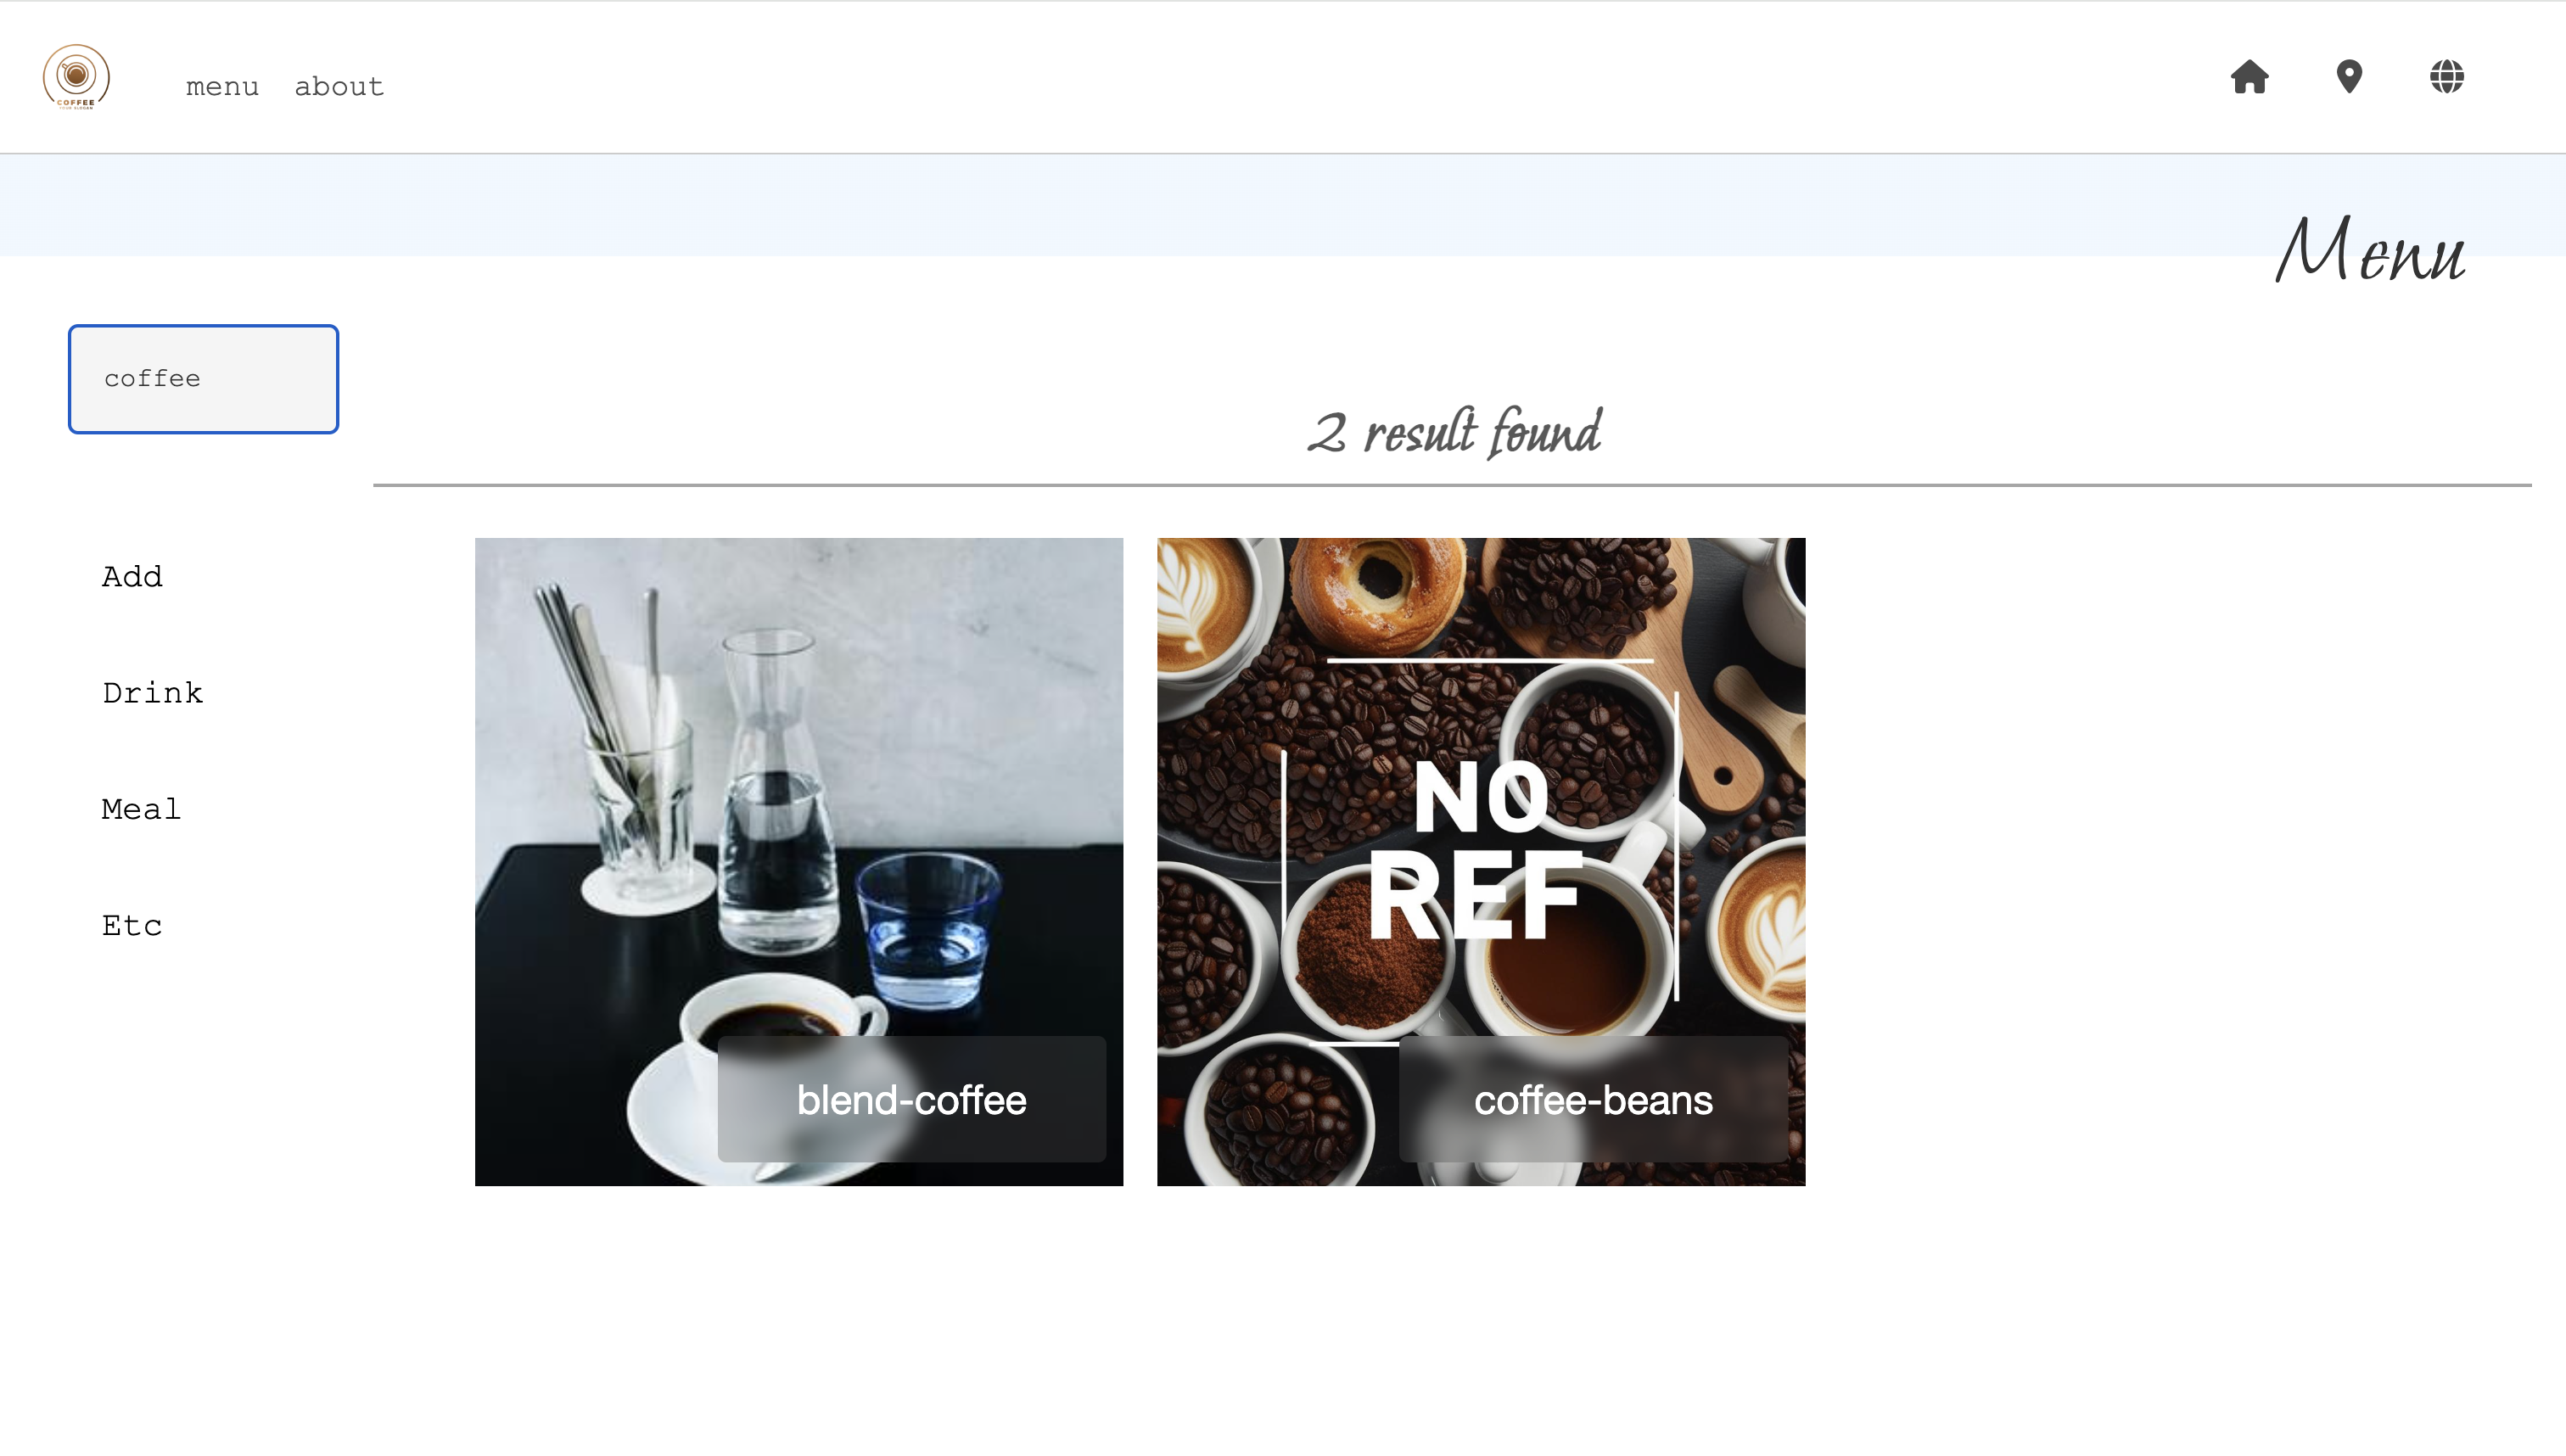 COFFEE
menu about
Menu
coffee
2 result found
Add
Drink
Meal
Etc
NO
REF
blend-coffee
coffee-beans